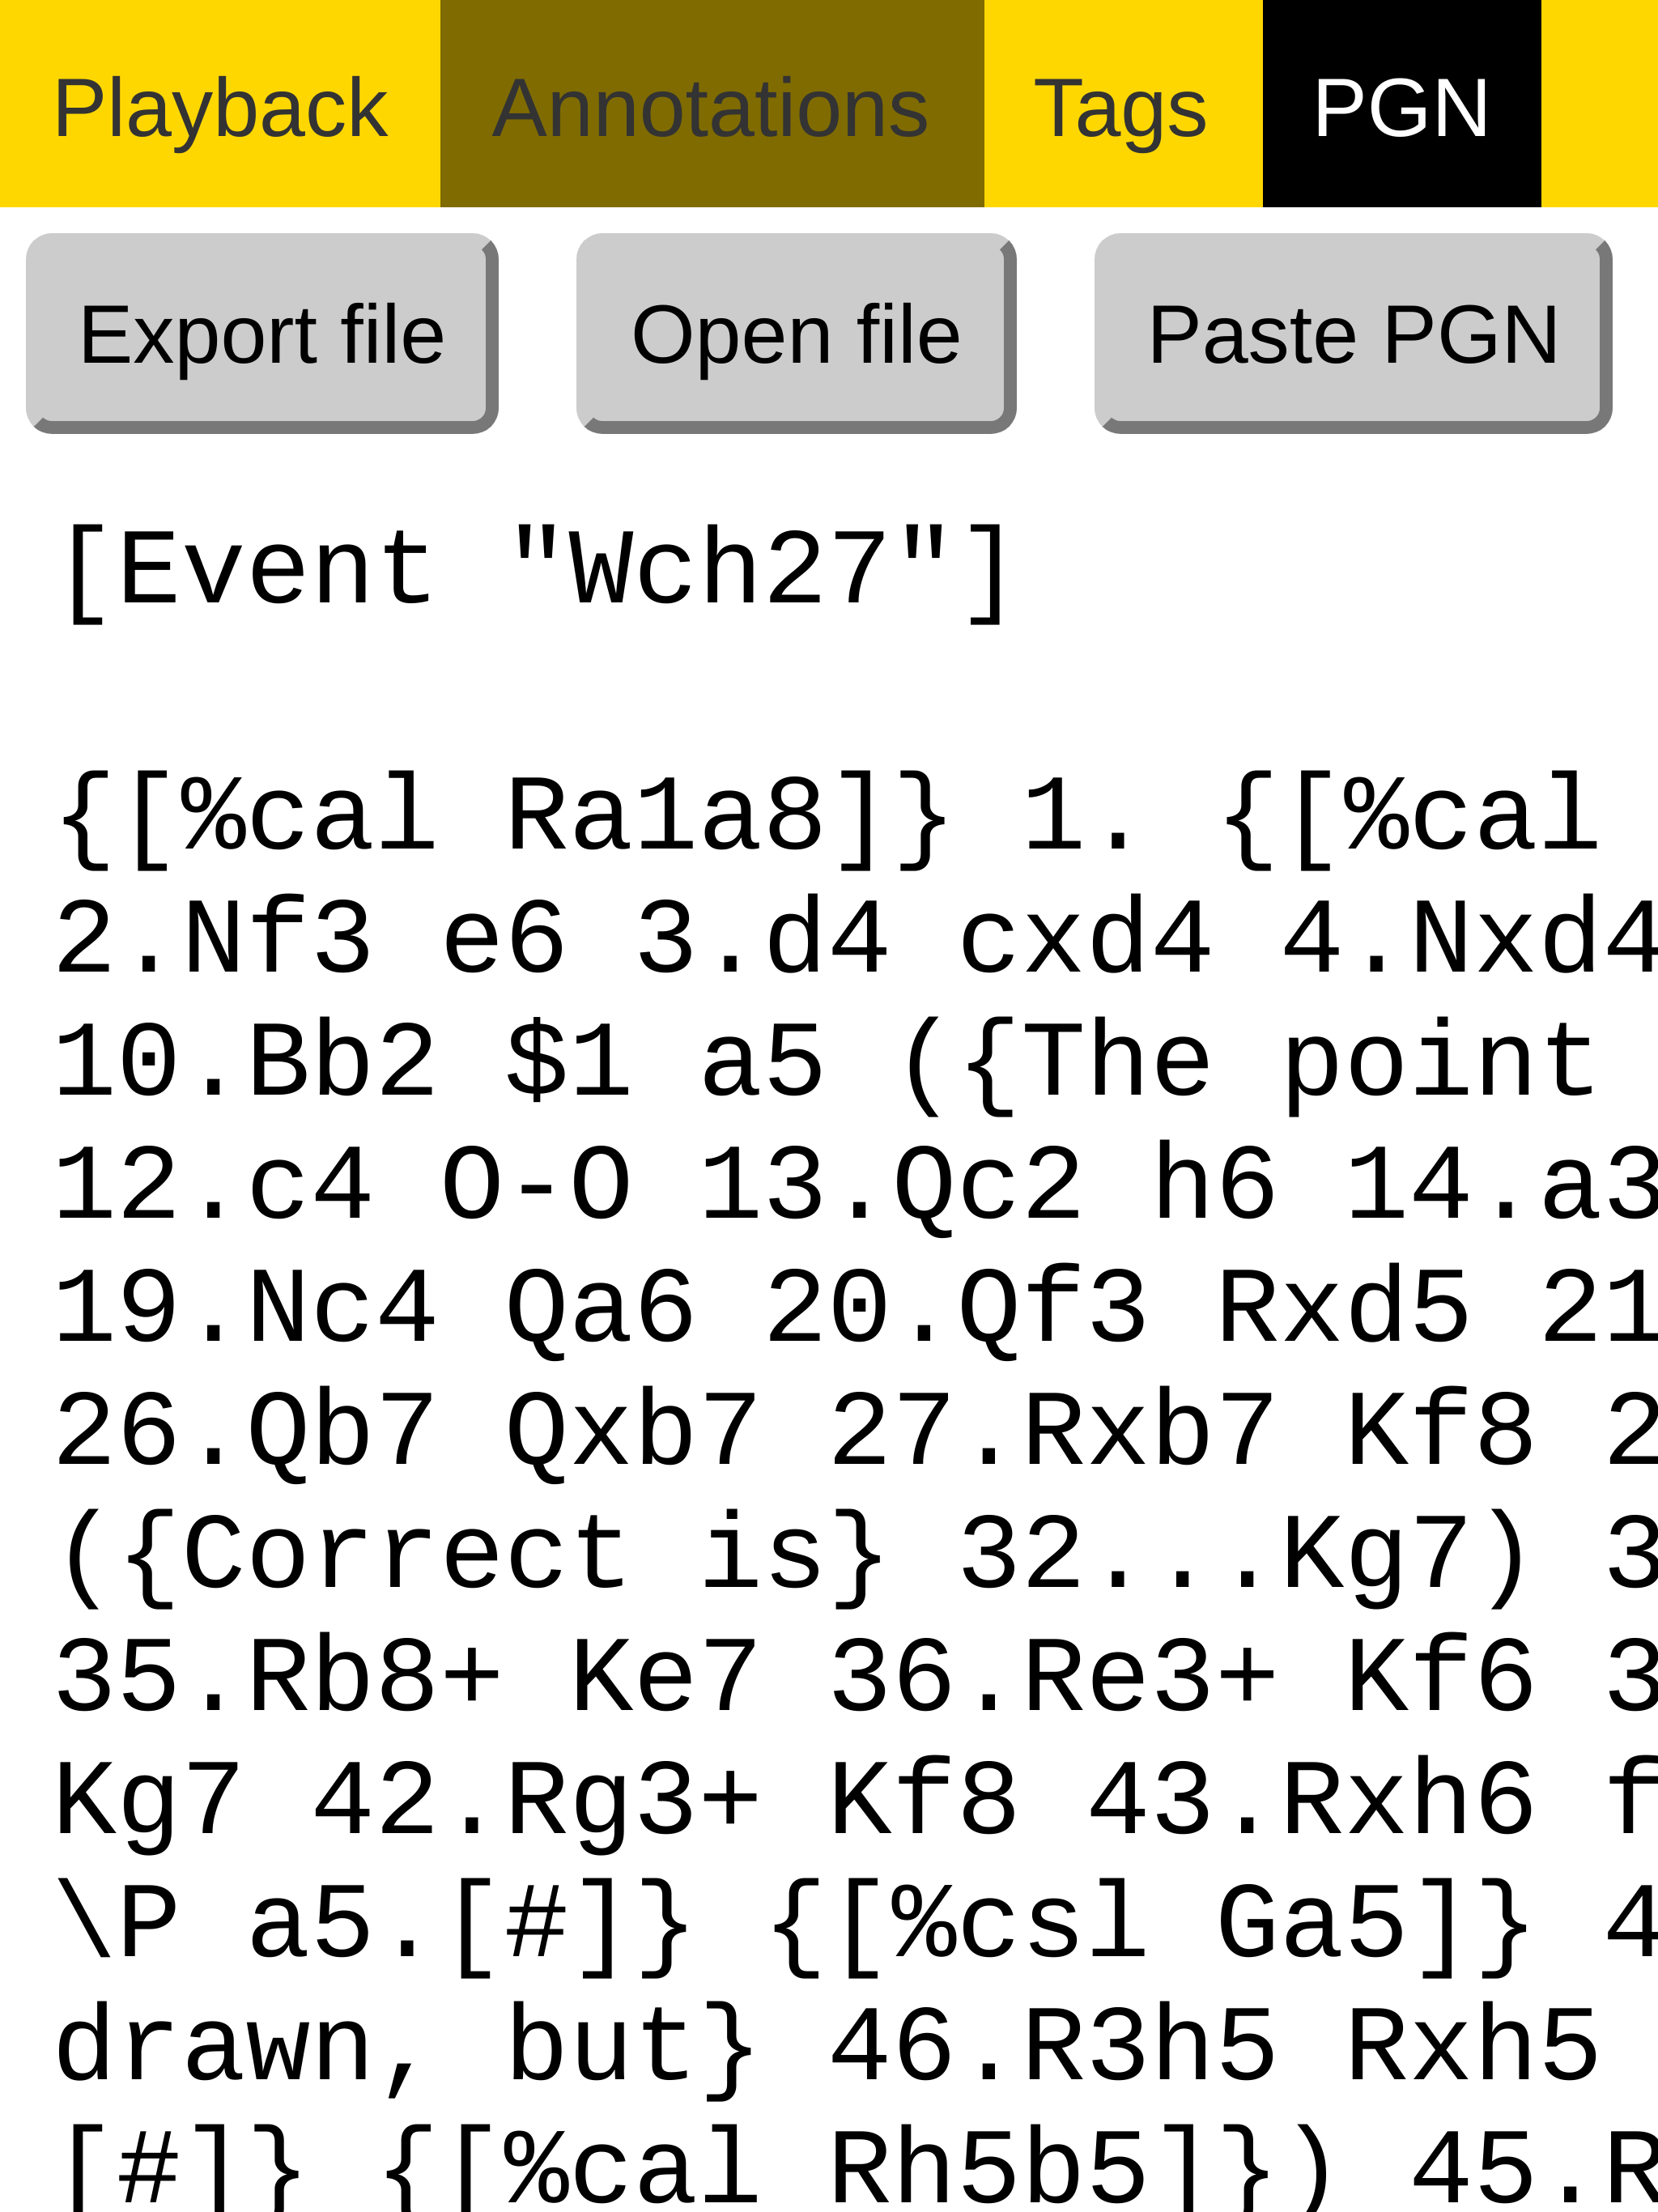 Playback Annotations Tags PGN
Export file Open file Paste PGN
[Event "Wch27"]
{[%cal Ra1a8]} 1. {[%cal
2.Nf3 e6 3.d4 cxd4 4.Nxd4
10.Bb2 $1 a5 ({The point
12.c4 O-O 13.Qc2 h6 14.a3
19.Nc4 Qa6 20.Qf3 Rxd5 21
26.Qb7 Qxb7 27.Rxb7 Kf8 2
({Correct is} 32...Kg7) 3
35.Rb8+ Ke7 36.Re3+ Kf6 3
Kg7 42.Rg3+ Kf8 43.Rxh6 f
\P a5.[#]} {[%csl Ga5]} 4
drawn, but} 46.R3h5 Rxh5
[#]} {[%cal Rh5b5]}) 45.R